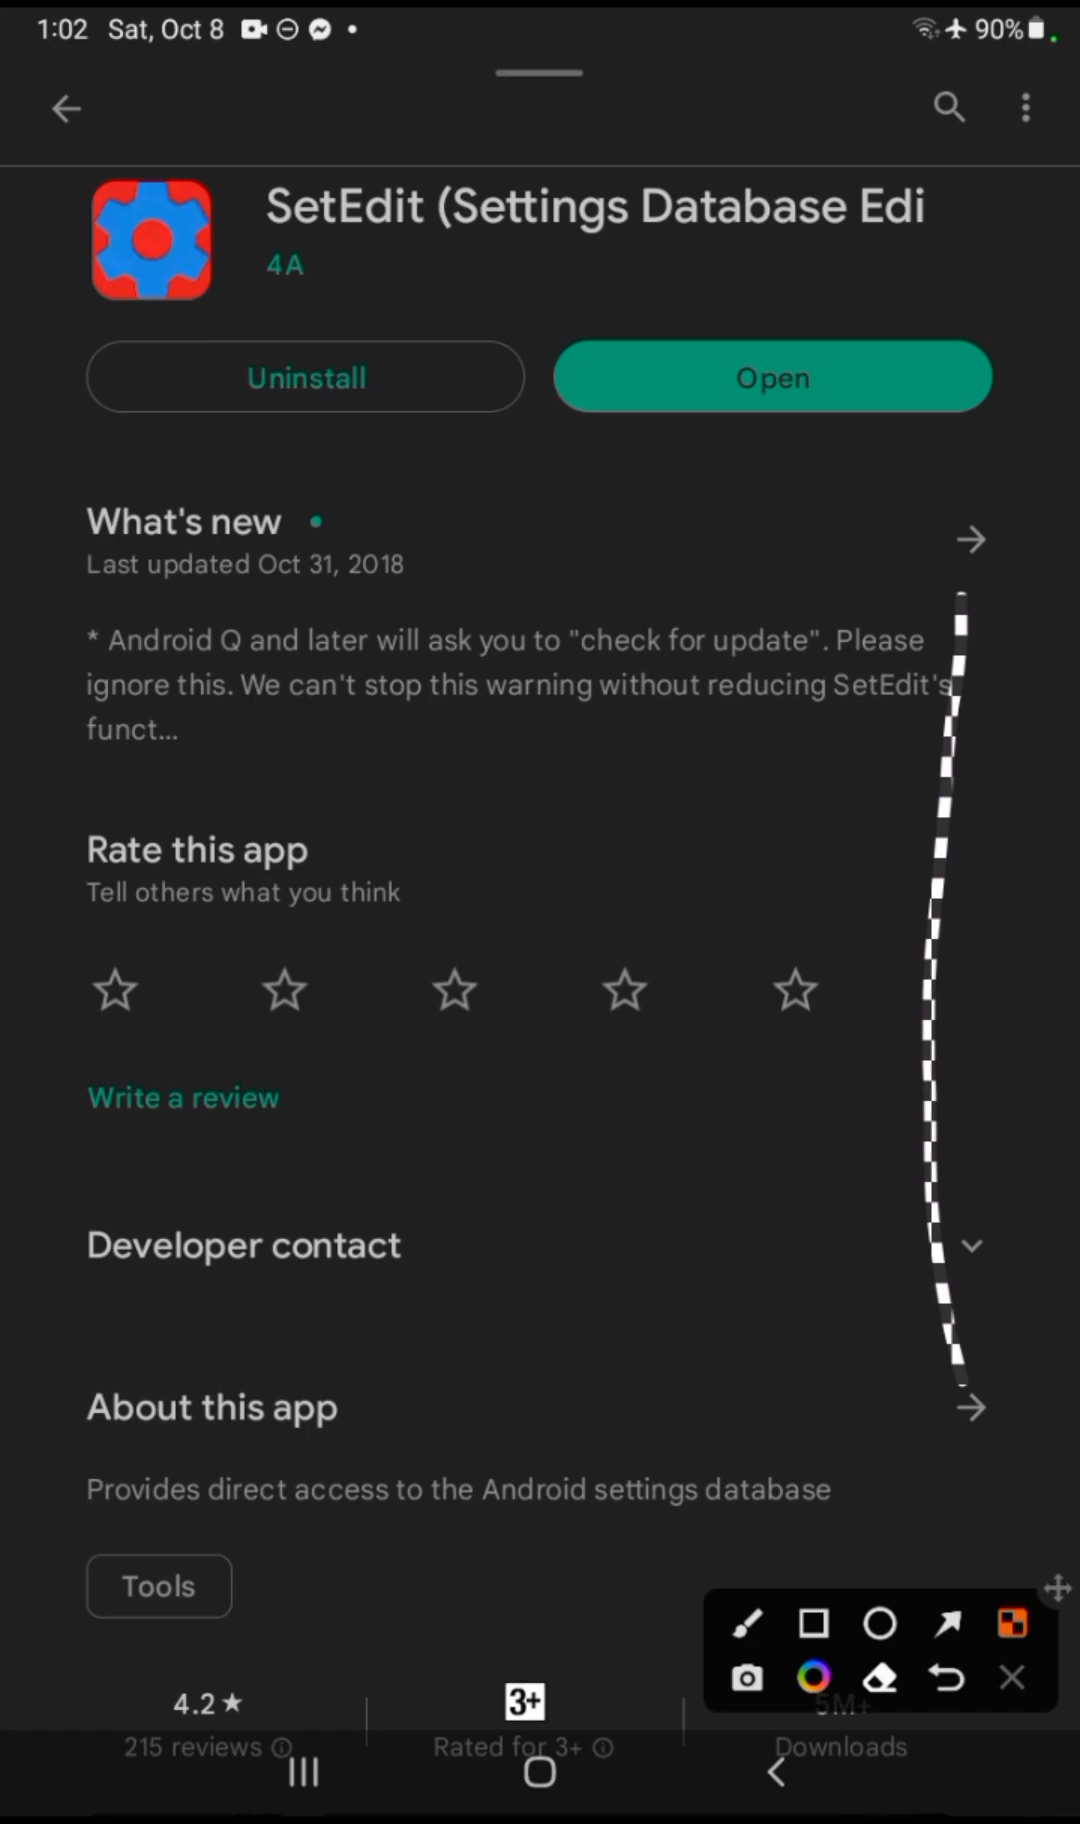 1:02 Sat, Oct 8 90%
SetEdit (Settings Database Edi
4A
Uninstall
Open
What's new
Last updated Oct 31, 2018
* Android Q and later will ask you to "check for update". Please
ignore this. We can't stop this warning without reducing SetEdit's
funct...
Rate this app
Tell others what you think
Write a review
Developer contact
About this app
Provides direct access to the Android settings database
Tools
4.2★
3+
5M+
215 reviews
Rated for 3+
Downloads